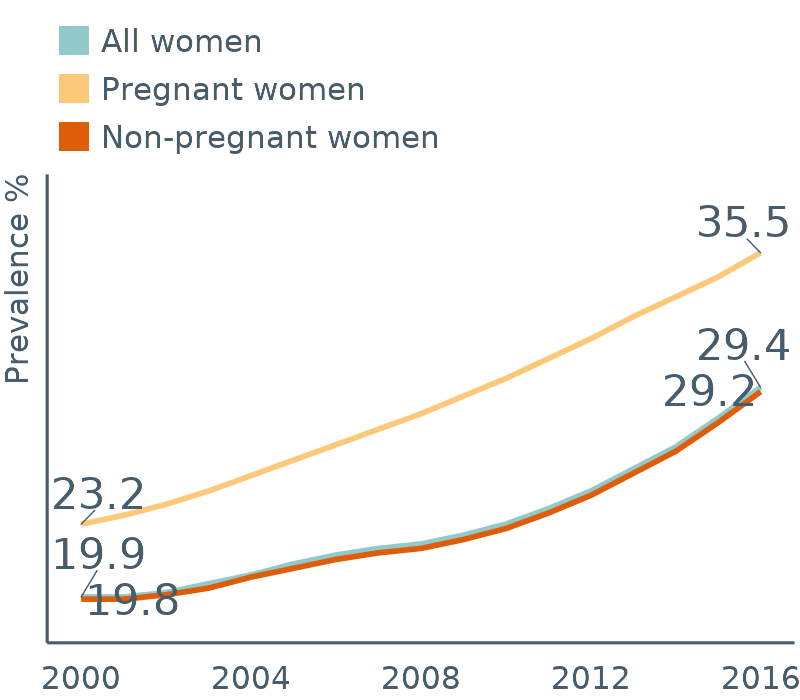 All women
Pregnant women
Non-pregnant women
Prevalence %
35.5
29.4
29.2
23.2
19.9
19.8
2000 2004 2008 2012 2016